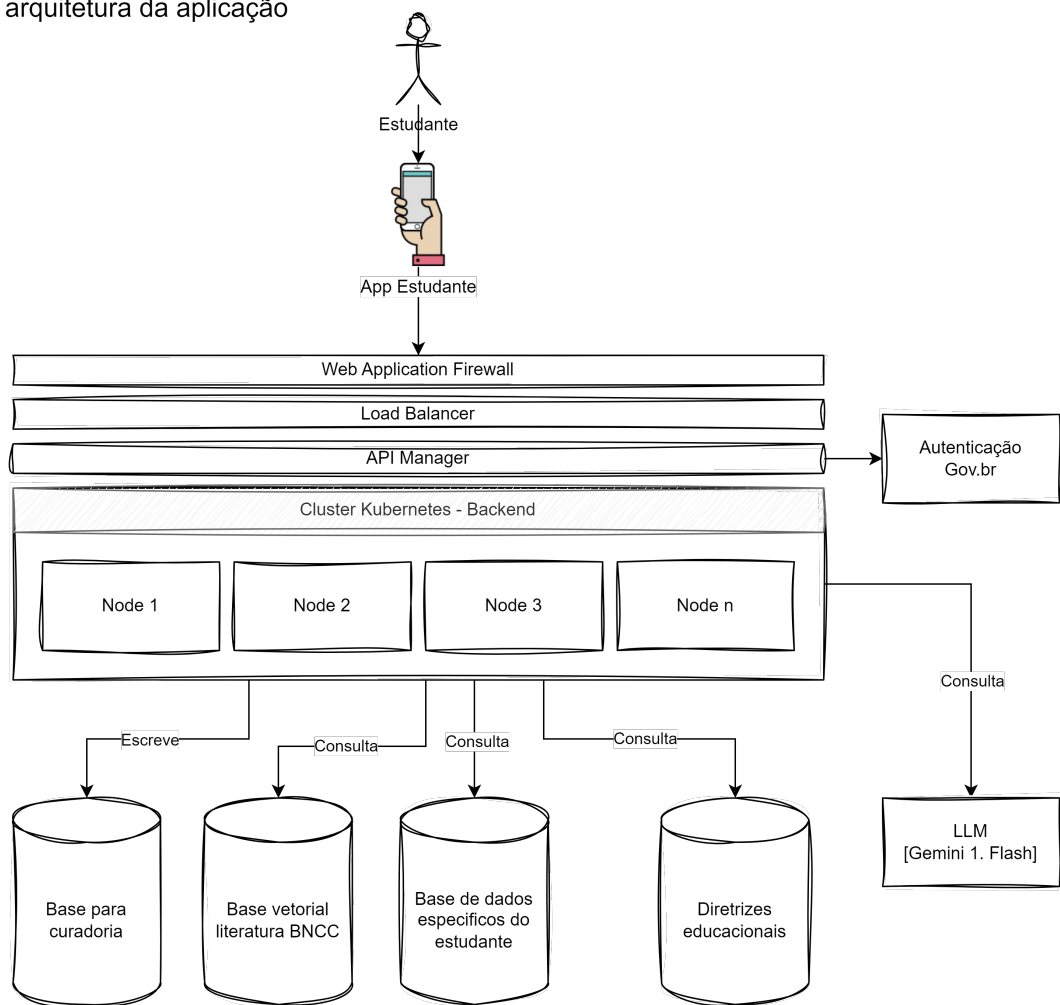 arquitetura da aplicação
Estudante
App Estudante
Web Application Firewall
Load Balancer
API Manager
Autenticação
Gov.br
Cluster Kubernetes - Backend
Node 1
Node 2
Node 3
Node n
Consulta
Escreve
Consulta
Consulta
Consulta
Base para
curadoria
Base vetorial
literatura BNCC
Base de dados
especificos do
estudante
Diretrizes
educacionais
LLM
[Gemini 1. Flash]